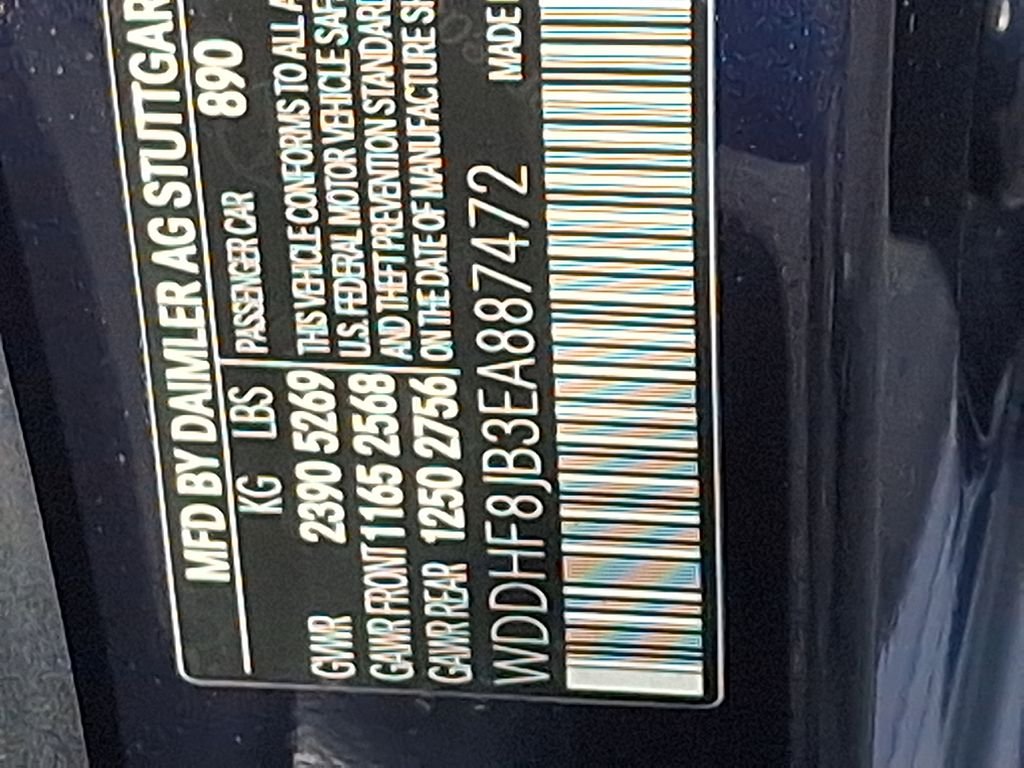 MFD BY DAIMLER AG STUTTGAR
890
KG LBS PASSENGER CAR
GVWR 2390 5269 THIS VEHICLE CONFORMS TO ALL A
GAWR FRONT 1165 2568 U.S. FEDERAL MOTOR VEHICLE SAF
GAWR REAR 1250 2756 AND THEFT PREVENTION STANDARD
ON THE DATE OF MANUFACTURE SH
WDDHF8JB3EA887472 MADE